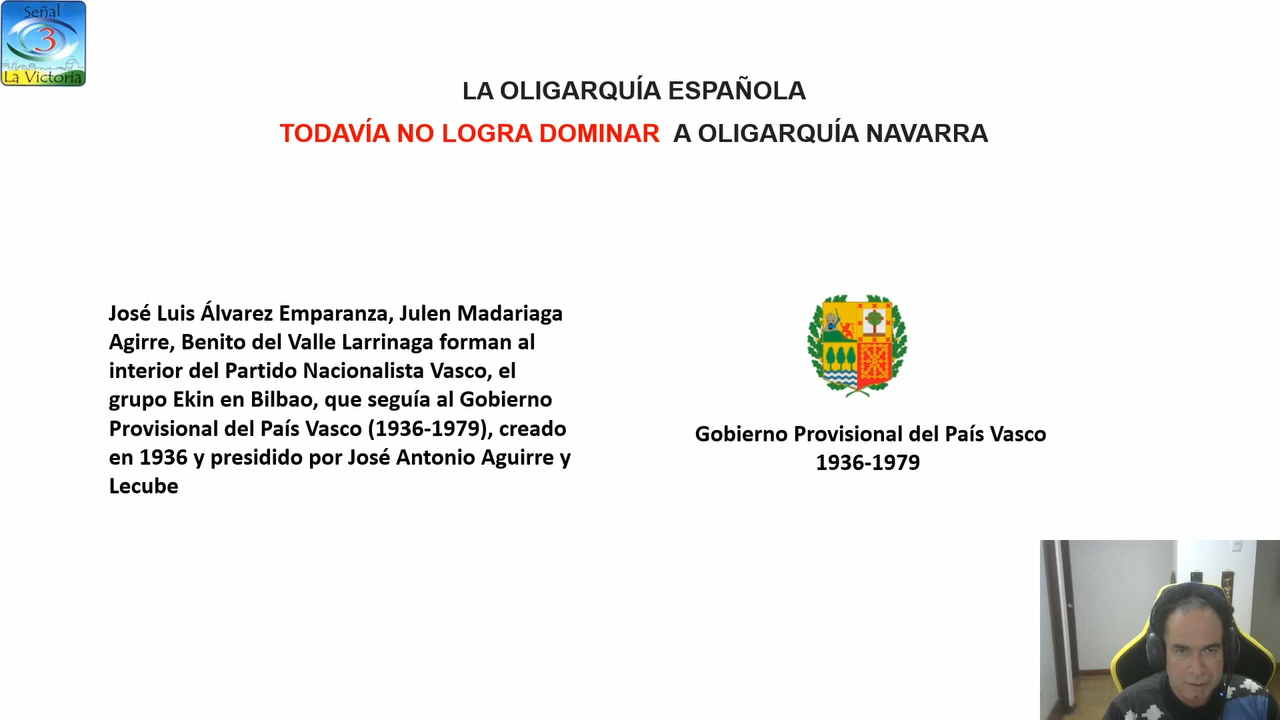 Señal
3
La Victoria
LA OLIGARQUÍA ESPAÑOLA
TODAVÍA NO LOGRA DOMINAR A OLIGARQUÍA NAVARRA
José Luis Álvarez Emparanza, Julen Madariaga
Agirre, Benito del Valle Larrinaga forman al
interior del Partido Nacionalista Vasco, el
grupo Ekin en Bilbao, que seguía al Gobierno
Provisional del País Vasco (1936-1979), creado
en 1936 y presidido por José Antonio Aguirre y
Lecube
Gobierno Provisional del País Vasco
1936-1979